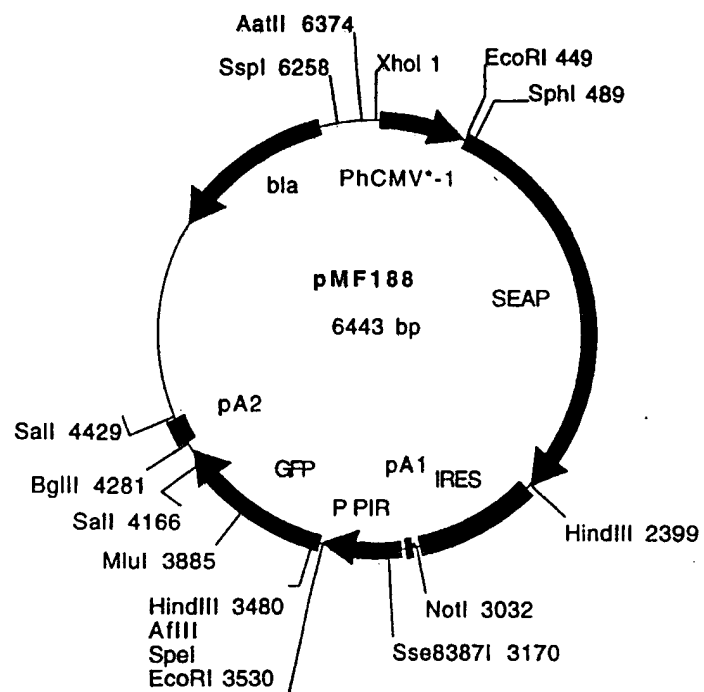 AatII 6374
SspI 6258
XhoI 1
EcoRI 449
SphI 489
bla
PhCMV*-1
pMF188
6443 bp
SEAP
pA2
SalI 4429
GFP
pA1
IRES
BglII 4281
P PIR
SalI 4166
HindIII 2399
MluI 3885
HindIII 3480
NotI 3032
AflII
SpeI
Sse8387I 3170
EcoRI 3530